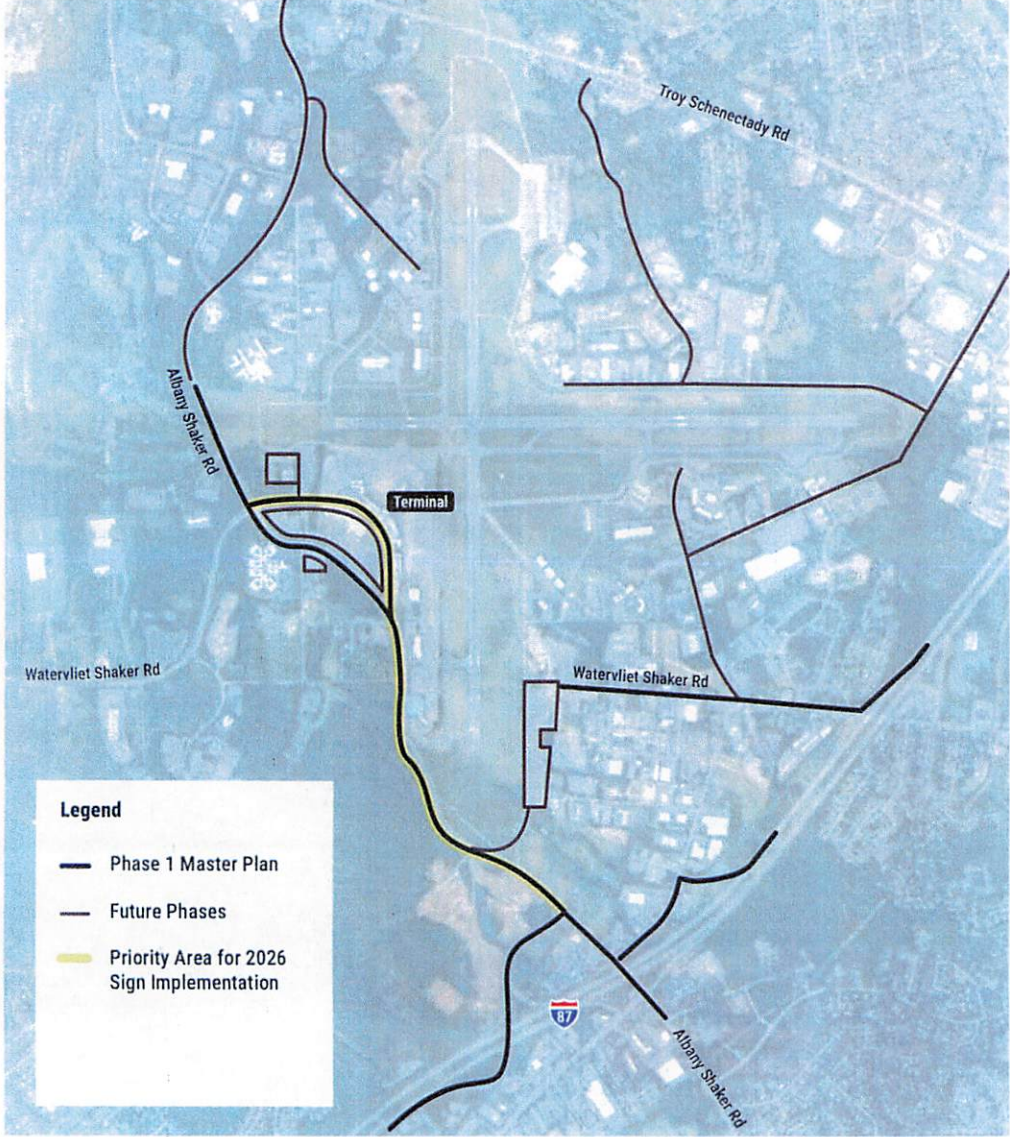 Troy Schenectady Rd
Albany Shaker Rd
Terminal
Watervliet Shaker Rd
Watervliet Shaker Rd
Legend
Phase 1 Master Plan
Future Phases
Priority Area for 2026
Sign Implementation
87
Albany Shaker Rd